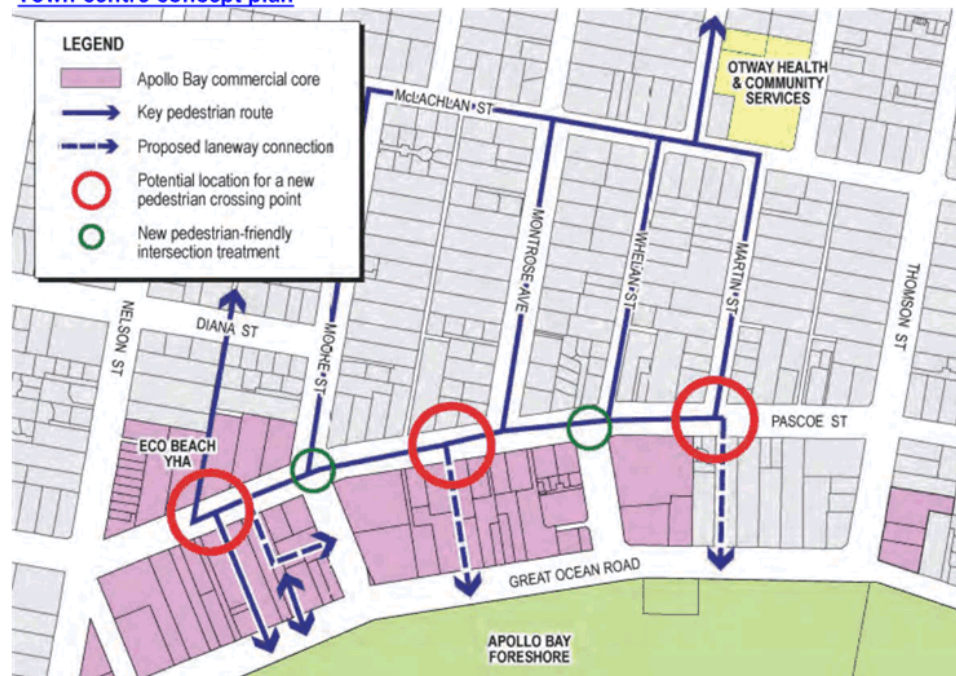 Town centre concept plan
LEGEND
Apollo Bay commercial core
Key pedestrian route
Proposed laneway connection
Potential location for a new
pedestrian crossing point
New pedestrian-friendly
intersection treatment
OTWAY HEALTH
& COMMUNITY
SERVICES
McLACHLAN ST
MONTROSE AVE
WHELAN ST
MARTIN ST
THOMSON ST
NELSON ST
DIANA ST
MOORE ST
PASCOE ST
ECO BEACH
YHA
GREAT OCEAN ROAD
APOLLO BAY
FORESHORE